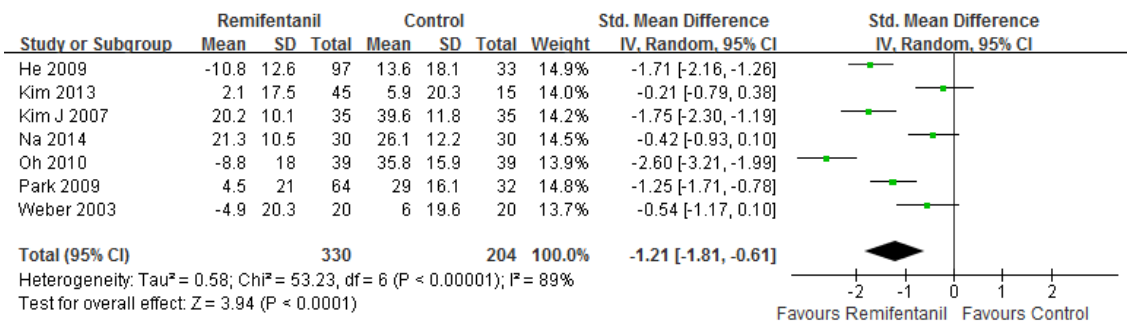 Remifentanil Control Std. Mean Difference Std. Mean Difference
Study or Subgroup Mean SD Total Mean SD Total Weight IV, Random, 95% CI IV, Random, 95% CI
He 2009 -10.8 12.6 97 13.6 18.1 33 14.9% -1.71 [-2.16, -1.26]
Kim 2013 2.1 17.5 45 5.9 20.3 15 14.0% -0.21 [-0.79, 0.38]
Kim J 2007 20.2 10.1 35 39.6 11.8 35 14.2% -1.75 [-2.30, -1.19]
Na 2014 21.3 10.5 30 26.1 12.2 30 14.5% -0.42 [-0.93, 0.10]
Oh 2010 -8.8 18 39 35.8 15.9 39 13.9% -2.60 [-3.21, -1.99]
Park 2009 4.5 21 64 29 16.1 32 14.8% -1.25 [-1.71, -0.78]
Weber 2003 -4.9 20.3 20 6 19.6 20 13.7% -0.54 [-1.17, 0.10]
Total (95% CI) 330 204 100.0% -1.21 [-1.81, -0.61]
Heterogeneity: Tau² = 0.58; Chi² = 53.23, df = 6 (P < 0.00001); I² = 89%
Test for overall effect: Z = 3.94 (P < 0.0001)
-2 -1 0 1 2
Favours Remifentanil Favours Control